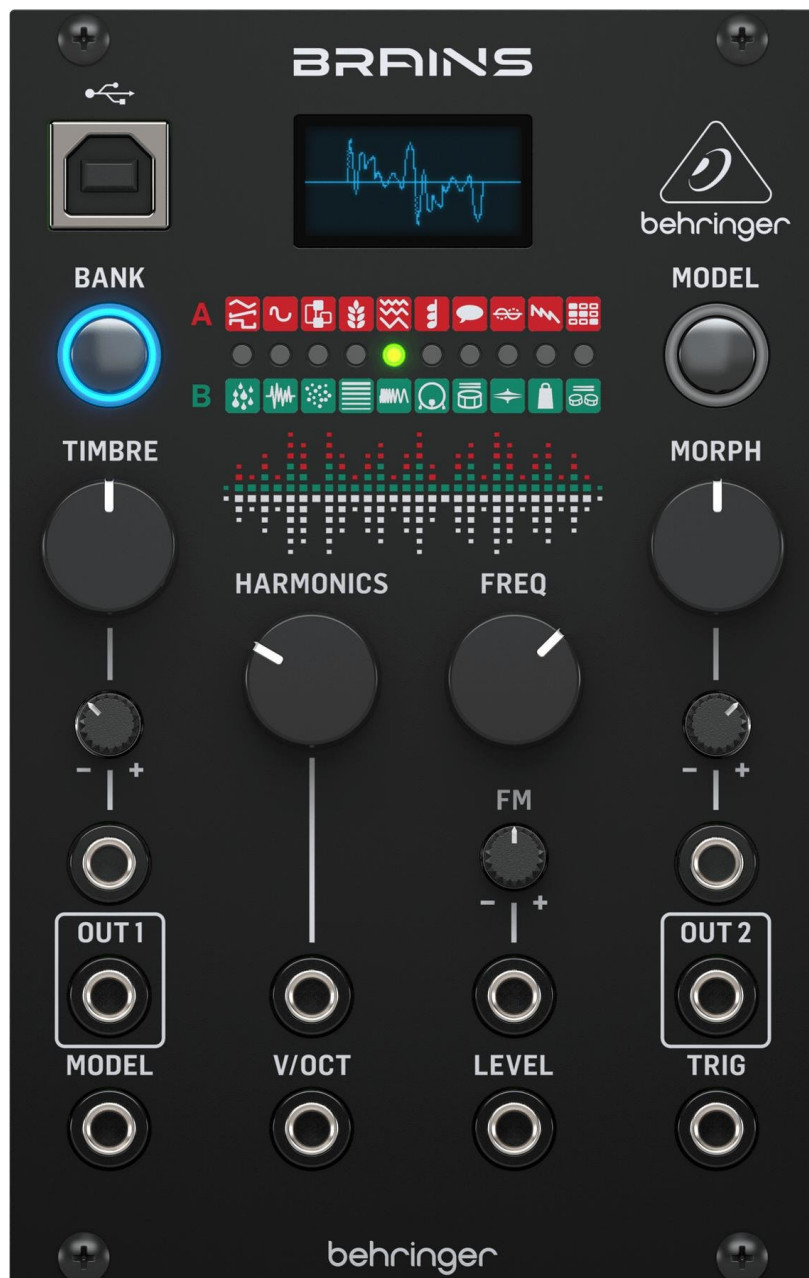 BRAINS
behringer
BANK
MODEL
A
B
TIMBRE
MORPH
HARMONICS
FREQ
- +
- +
FM
- +
OUT 1
OUT 2
MODEL
V/OCT
LEVEL
TRIG
behringer